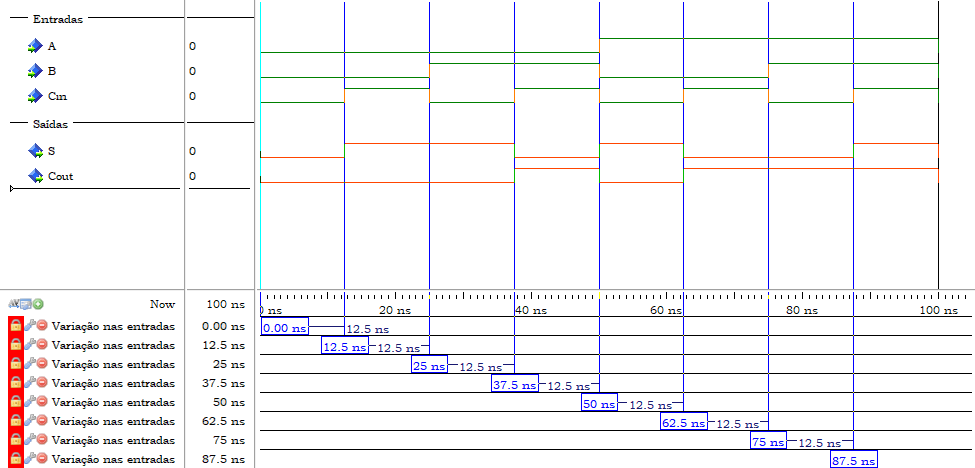 Entradas
A 0
B 0
Cin 0
Saídas
S 0
Cout 0
Now 100 ns
0 ns 20 ns 40 ns 60 ns 80 ns 100 ns
Variação nas entradas 0.00 ns 0.00 ns 12.5 ns
Variação nas entradas 12.5 ns 12.5 ns 12.5 ns
Variação nas entradas 25 ns 25 ns 12.5 ns
Variação nas entradas 37.5 ns 37.5 ns 12.5 ns
Variação nas entradas 50 ns 50 ns 12.5 ns
Variação nas entradas 62.5 ns 62.5 ns 12.5 ns
Variação nas entradas 75 ns 75 ns 12.5 ns
Variação nas entradas 87.5 ns 87.5 ns